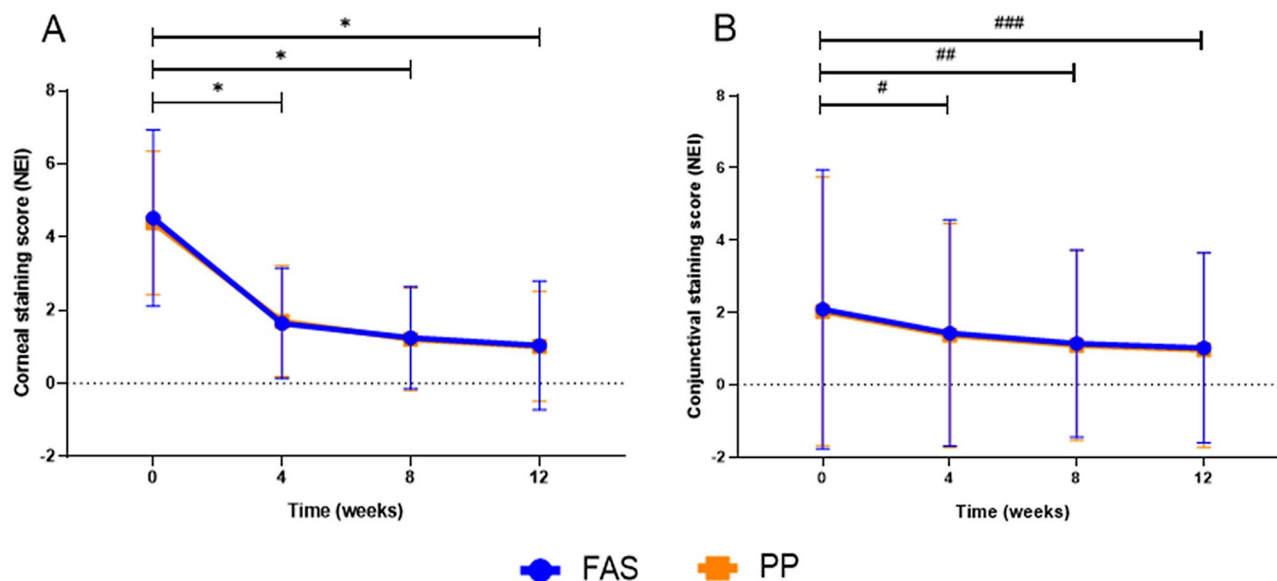 A
*
*
*
Corneal staining score (NEI)
8
6
4
2
0
-2
0 4 8 12
Time (weeks)
B
###
##
#
Conjunctival staining score (NEI)
8
6
4
2
0
-2
0 4 8 12
Time (weeks)
FAS PP